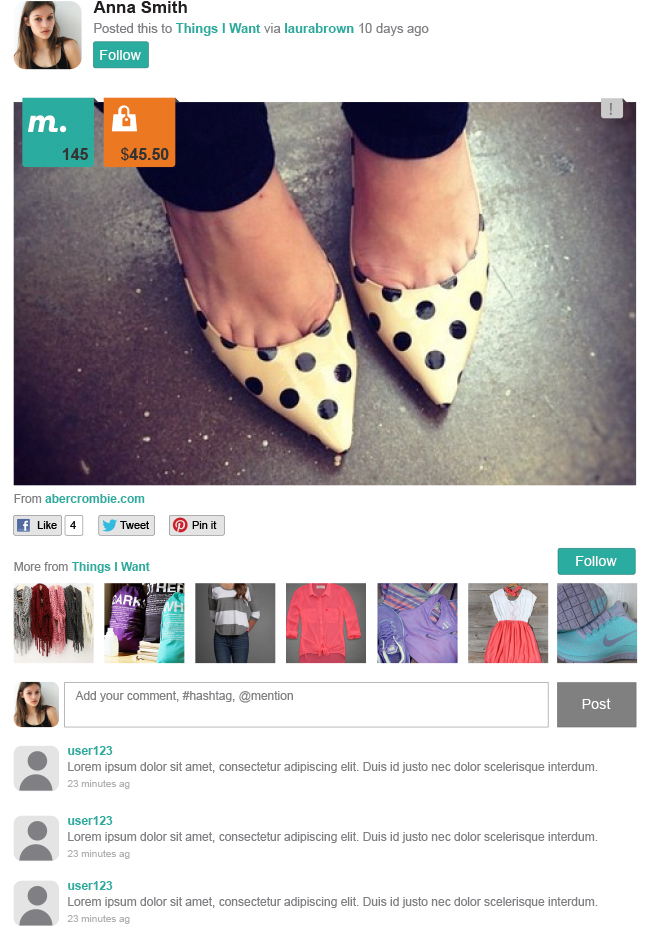 Anna Smith
Posted this to Things I Want via laurabrown 10 days ago
Follow
m.
145
$45.50
!
From abercrombie.com
Like 4 Tweet Pin it
More from Things I Want
Follow
DARK
THER
WH
Add your comment, #hashtag, @mention
Post
user123
Lorem ipsum dolor sit amet, consectetur adipiscing elit. Duis id justo nec dolor scelerisque interdum.
23 minutes ag
user123
Lorem ipsum dolor sit amet, consectetur adipiscing elit. Duis id justo nec dolor scelerisque interdum.
23 minutes ag
user123
Lorem ipsum dolor sit amet, consectetur adipiscing elit. Duis id justo nec dolor scelerisque interdum.
23 minutes ag